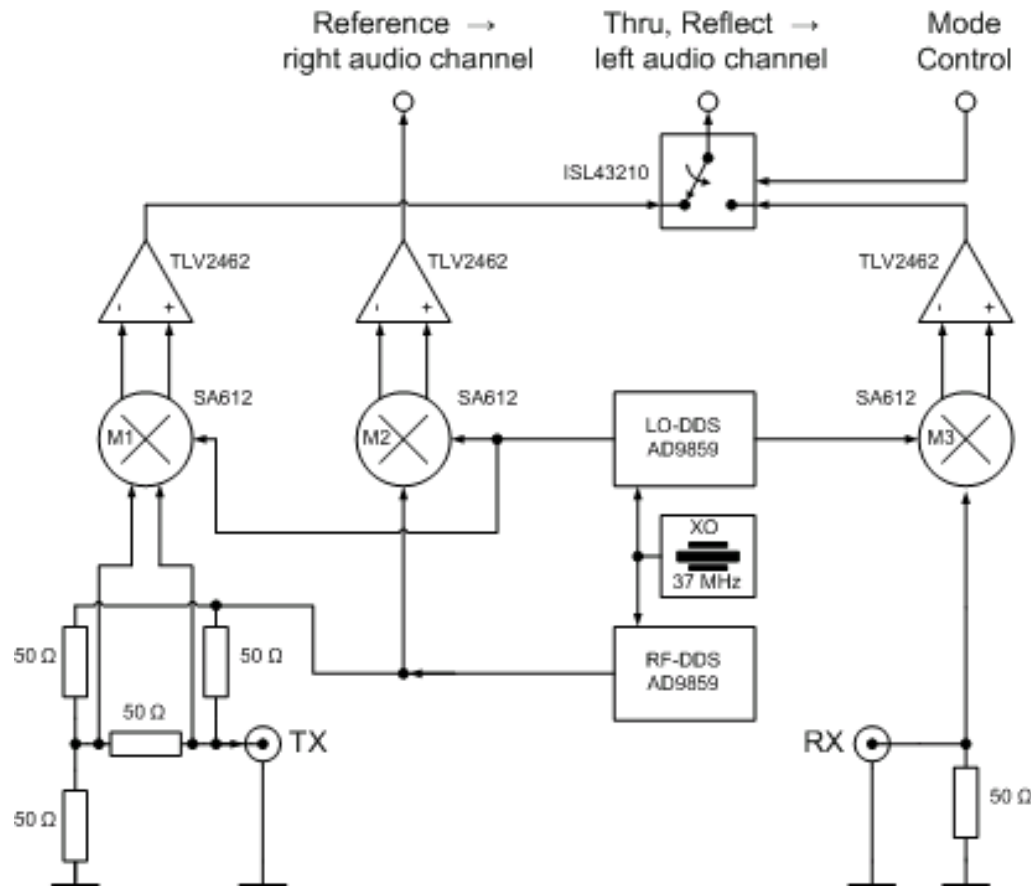 Reference →
right audio channel
Thru, Reflect →
left audio channel
Mode
Control
ISL43210
TLV2462
TLV2462
TLV2462
- +
- +
- +
SA612
SA612
SA612
M1
M2
M3
LO-DDS
AD9859
XO
37 MHz
RF-DDS
AD9859
50 Ω
50 Ω
50 Ω
TX
RX
50 Ω
50 Ω